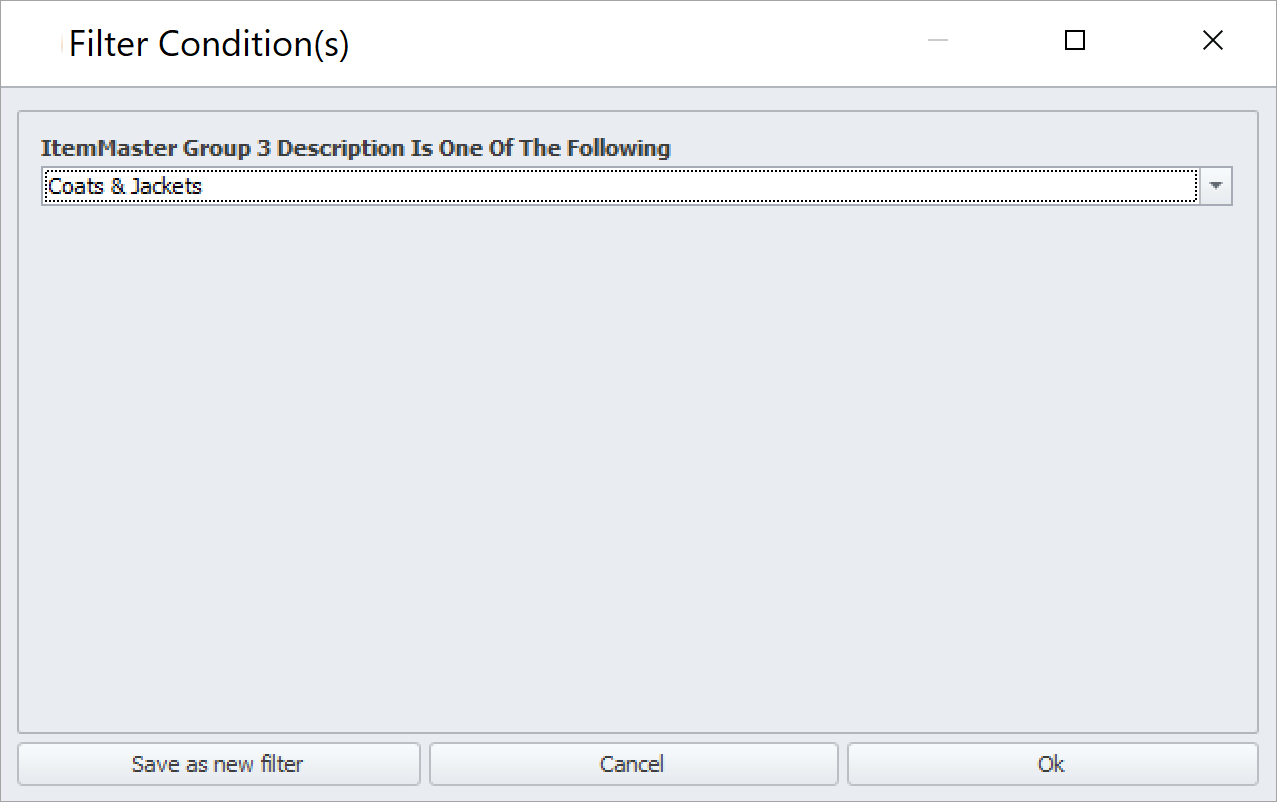 Filter Condition(s)
ItemMaster Group 3 Description Is One Of The Following
Coats & Jackets
Save as new filter
Cancel
Ok